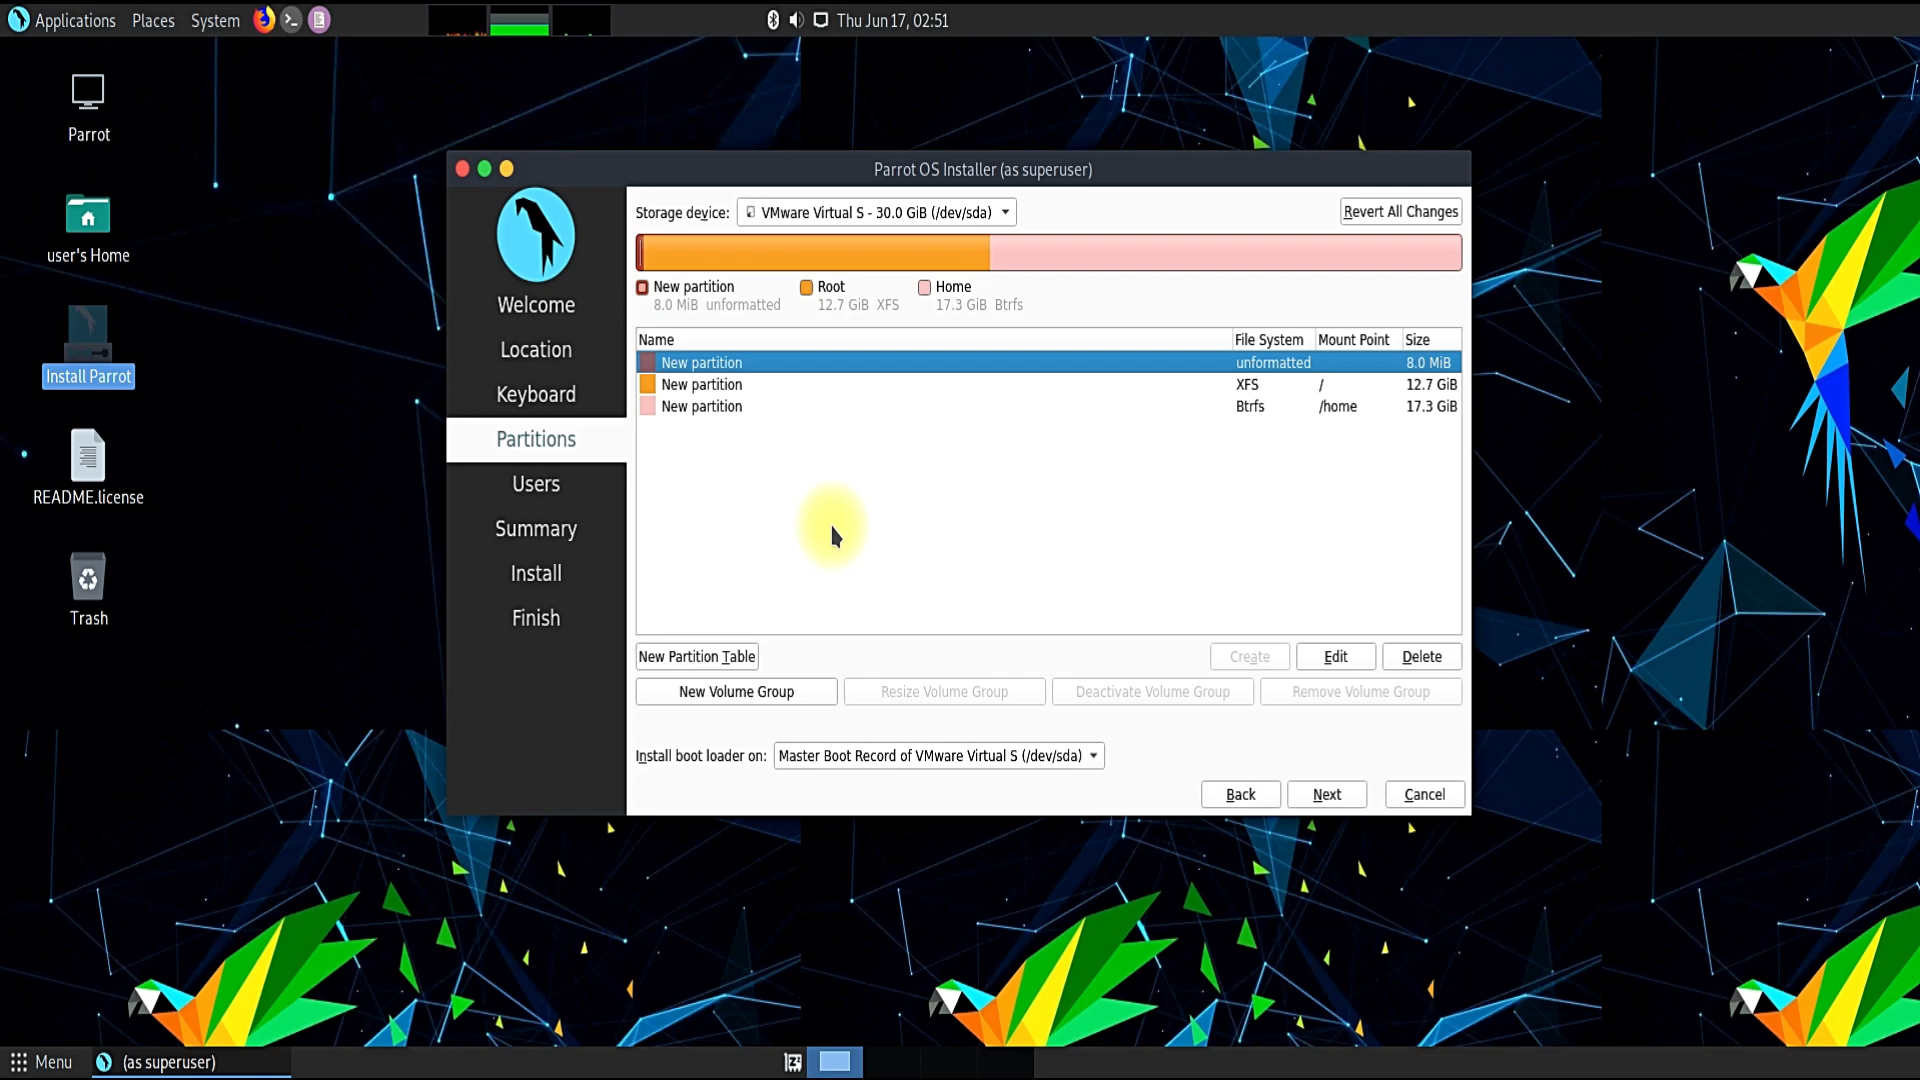 Applications Places System
Thu Jun 17, 02:51
Parrot
user's Home
Install Parrot
README.license
Trash
Parrot OS Installer (as superuser)
Welcome
Location
Keyboard
Partitions
Users
Summary
Install
Finish
Storage device: VMware Virtual S - 30.0 GiB (/dev/sda)
Revert All Changes
New partition
8.0 MiB unformatted
Root
12.7 GiB XFS
Home
17.3 GiB Btrfs
Name File System Mount Point Size
New partition unformatted 8.0 MiB
New partition XFS / 12.7 GiB
New partition Btrfs /home 17.3 GiB
New Partition Table Create Edit Delete
New Volume Group Resize Volume Group Deactivate Volume Group Remove Volume Group
Install boot loader on: Master Boot Record of VMware Virtual S (/dev/sda)
Back Next Cancel
Menu (as superuser)